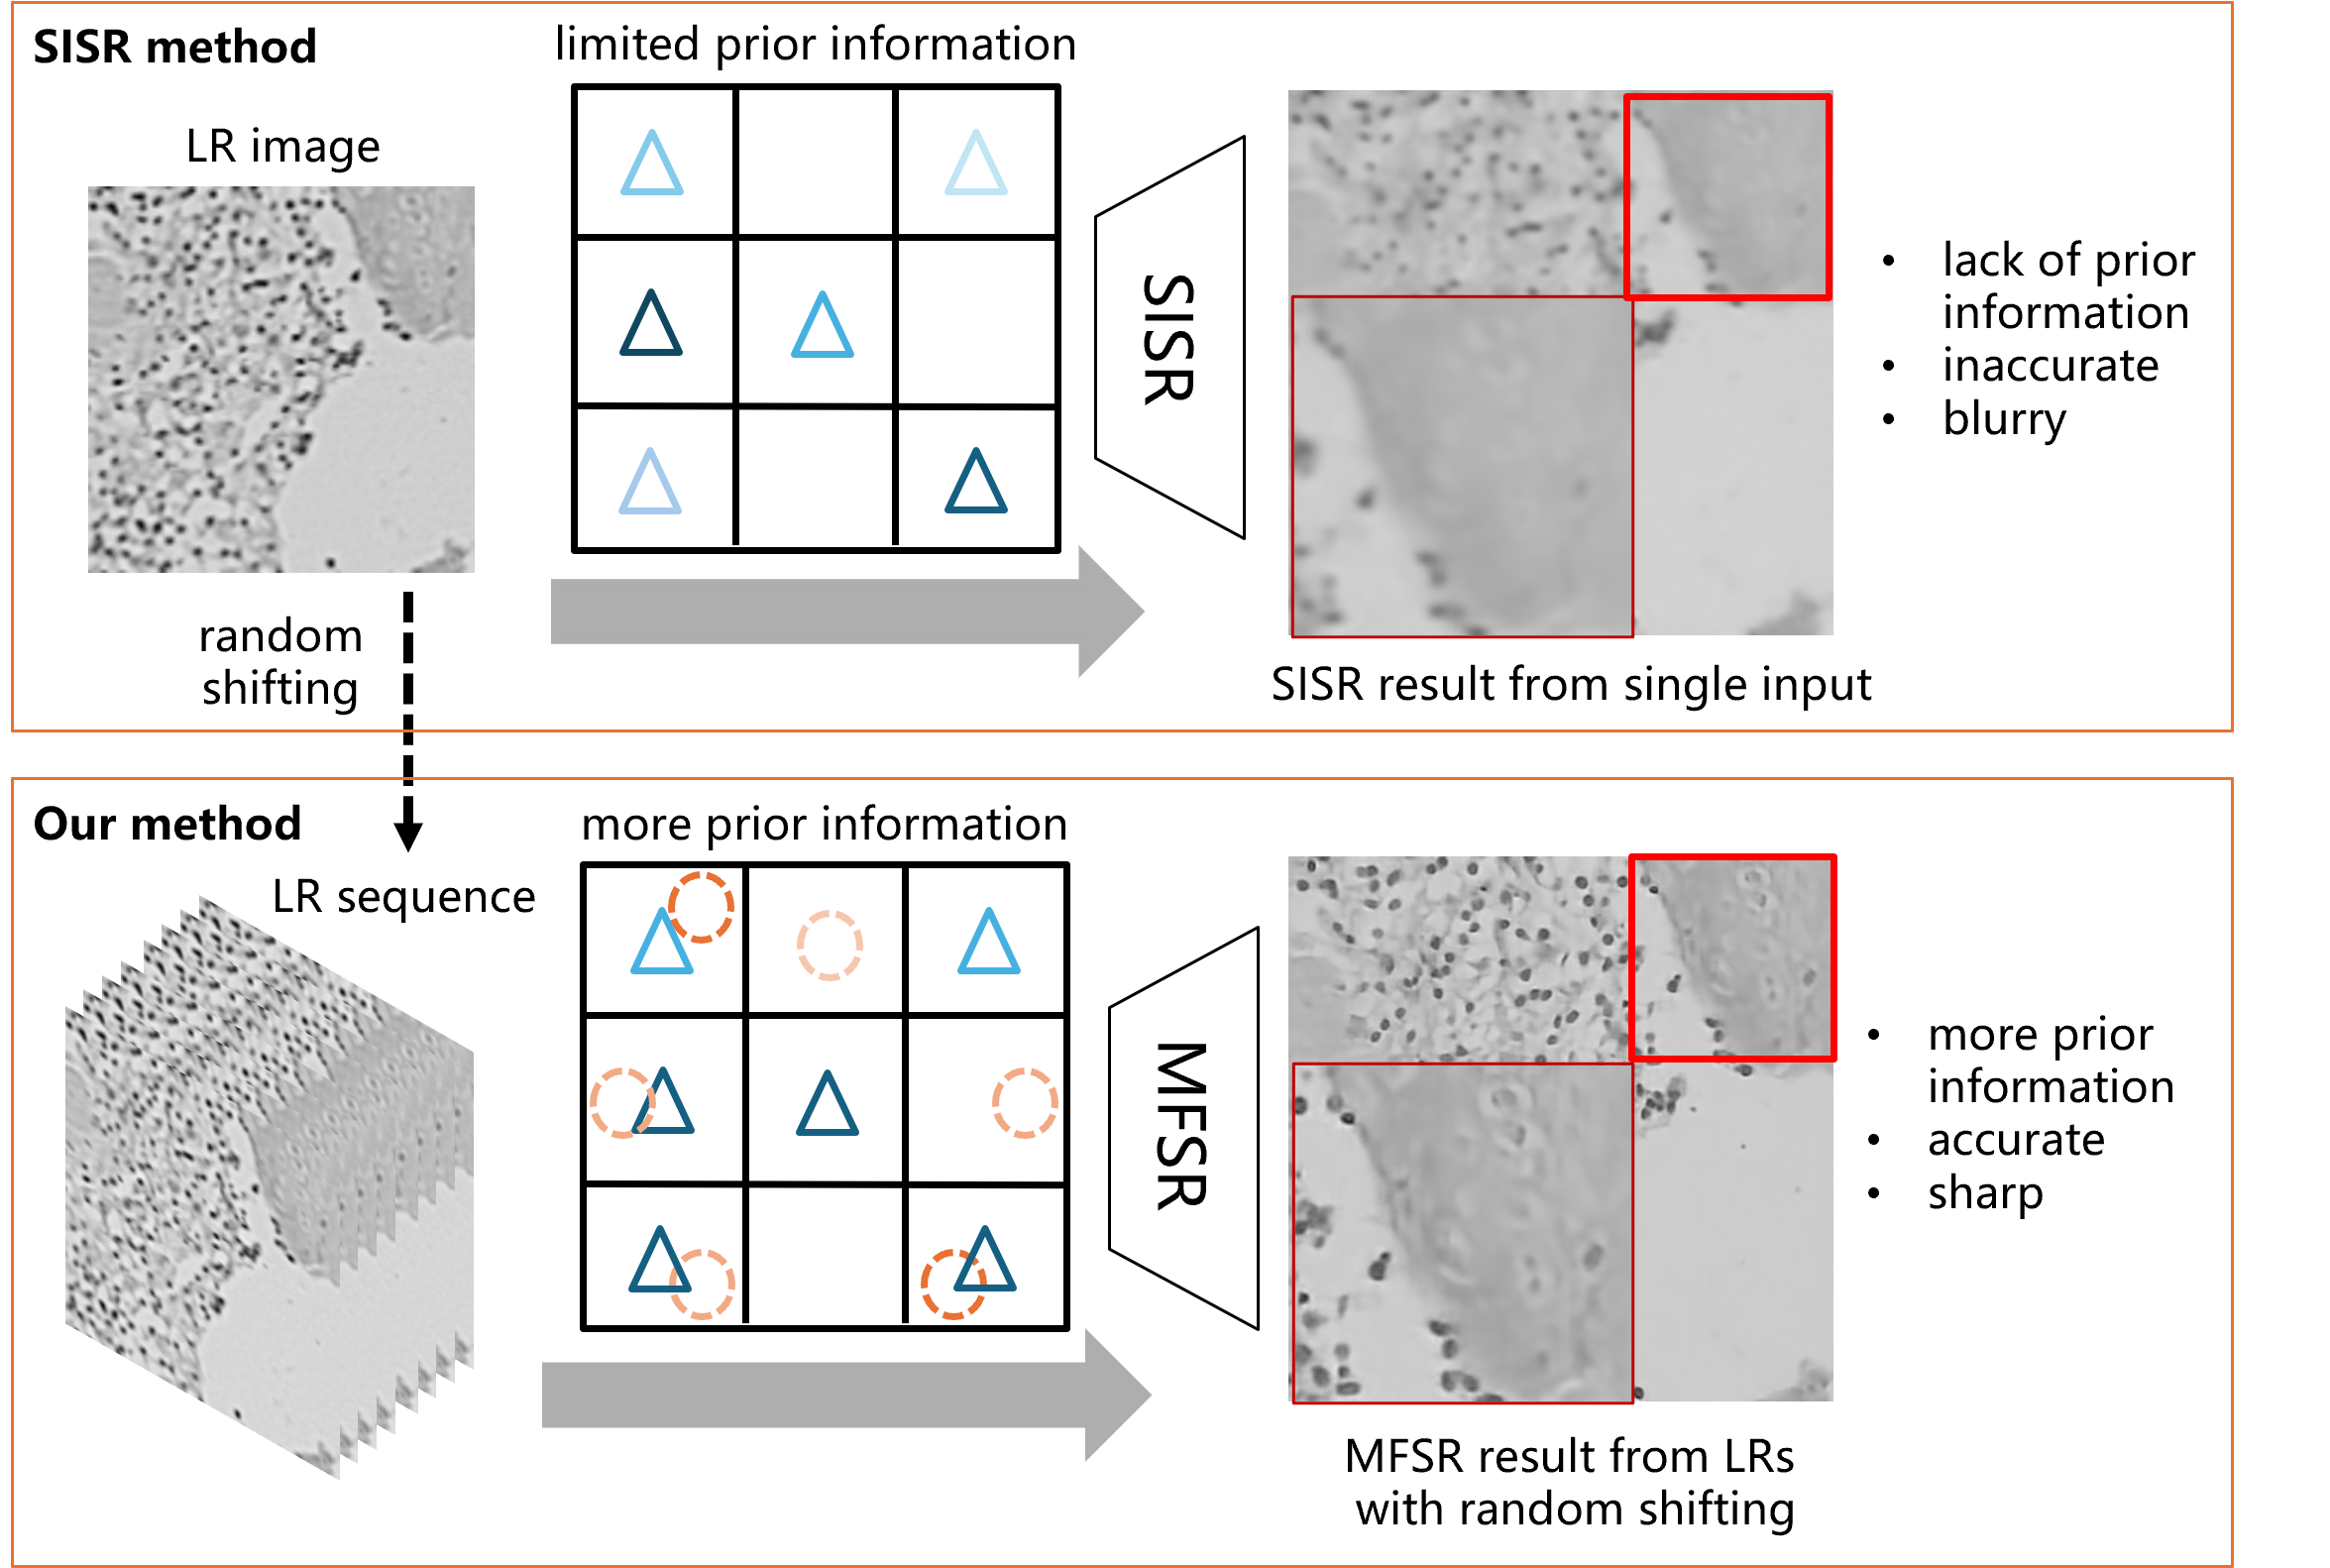 SISR method
limited prior information
LR image
SISR
• lack of prior
information
• inaccurate
• blurry
random
shifting
SISR result from single input
Our method
more prior information
LR sequence
MFSR
• more prior
information
• accurate
• sharp
MFSR result from LRs
with random shifting